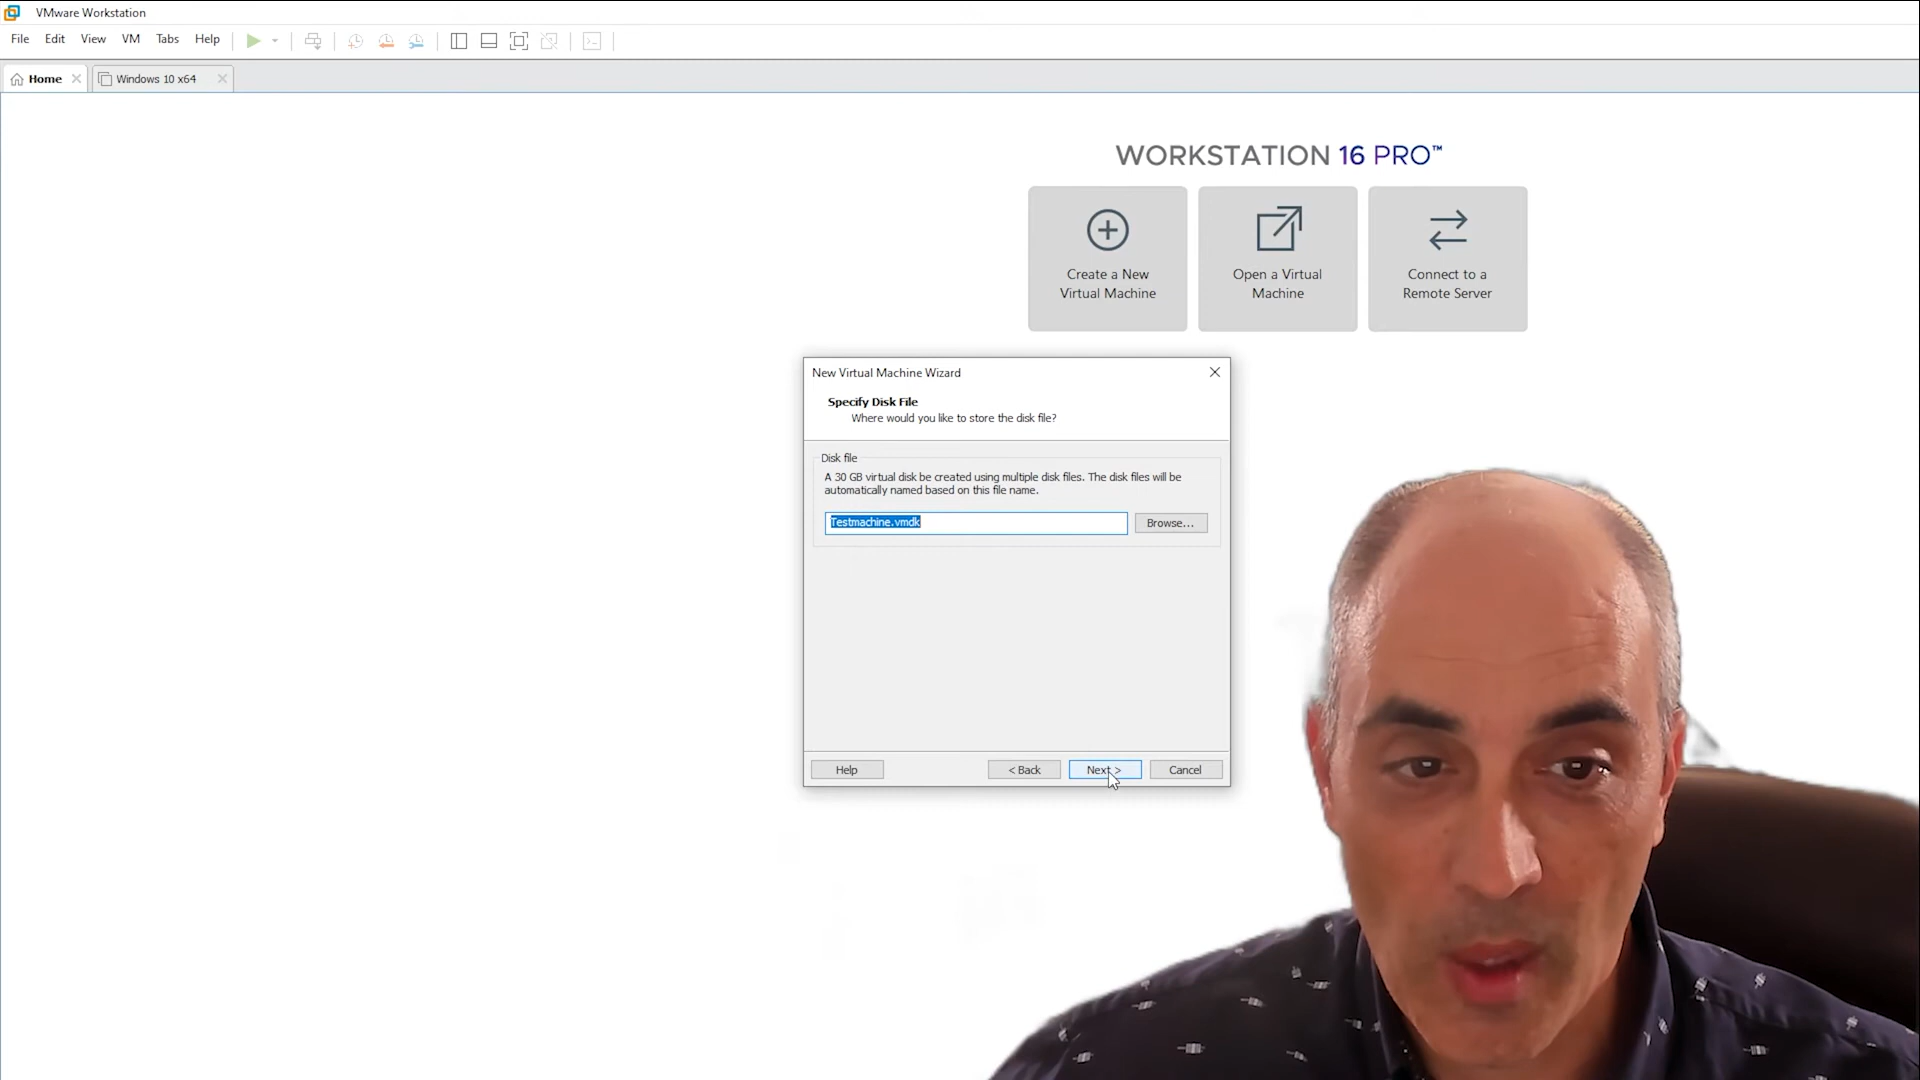 VMware Workstation
File Edit View VM Tabs Help
Home Windows 10 x64
WORKSTATION 16 PRO™
Create a New
Virtual Machine
Open a Virtual
Machine
Connect to a
Remote Server
New Virtual Machine Wizard
Specify Disk File
Where would you like to store the disk file?
Disk file
A 30 GB virtual disk be created using multiple disk files. The disk files will be
automatically named based on this file name.
Testmachine.vmdk Browse...
Help < Back Next > Cancel